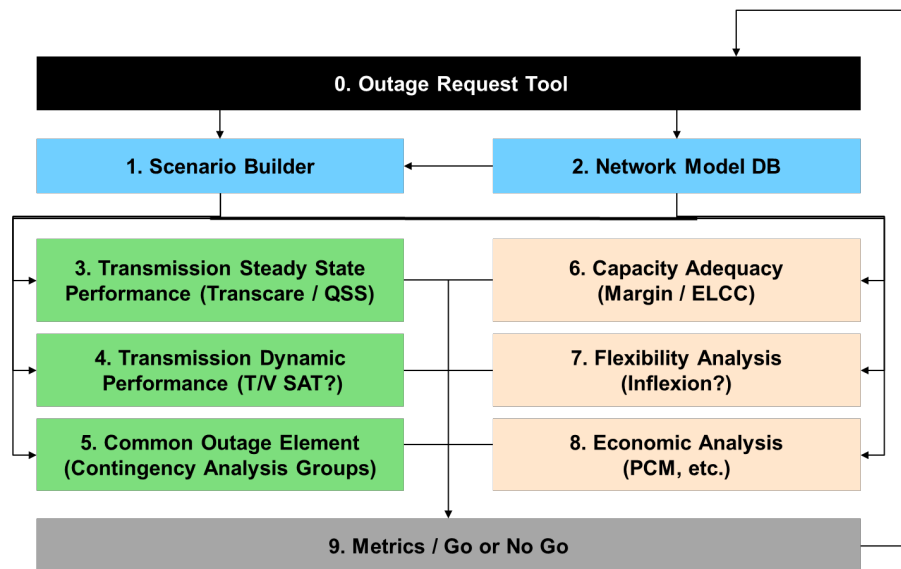 0. Outage Request Tool
1. Scenario Builder
2. Network Model DB
3. Transmission Steady State
Performance (Transcare / QSS)
6. Capacity Adequacy
(Margin / ELCC)
4. Transmission Dynamic
Performance (T/V SAT?)
7. Flexibility Analysis
(Inflexion?)
5. Common Outage Element
(Contingency Analysis Groups)
8. Economic Analysis
(PCM, etc.)
9. Metrics / Go or No Go